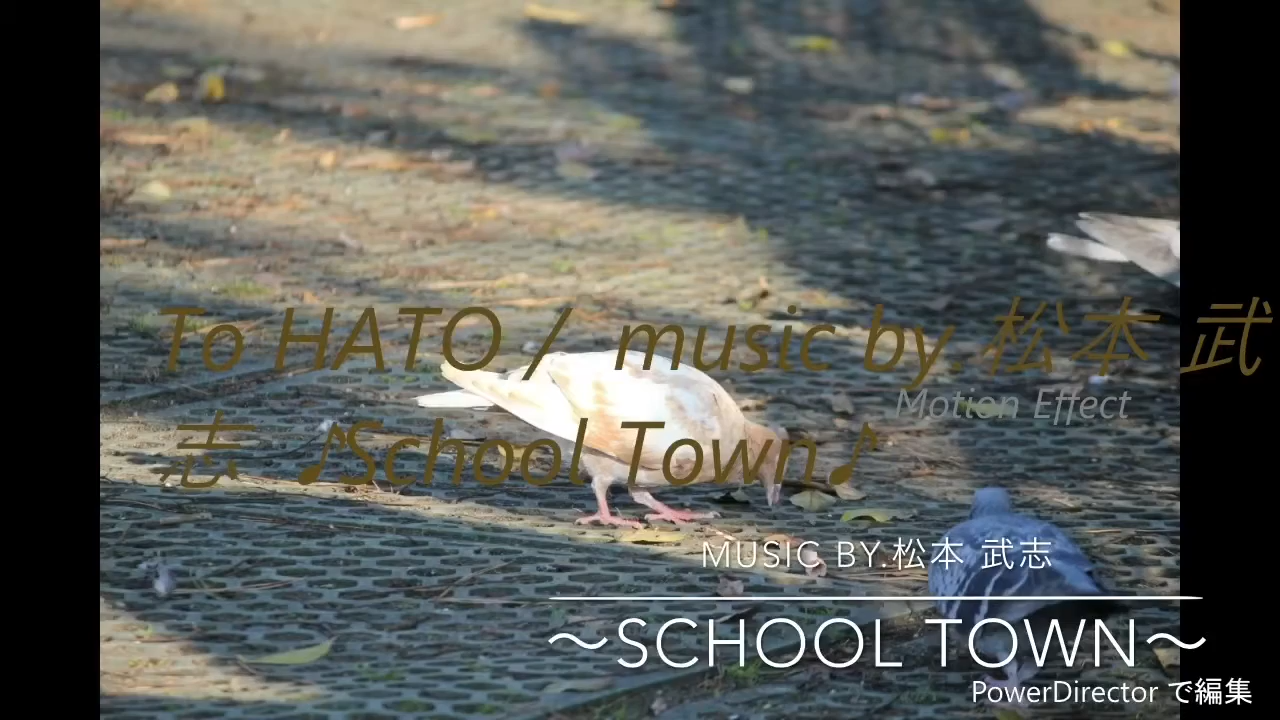 To HATO / music by.松本 武
志 ♪School Town♪
Motion Effect
MUSIC BY.松本 武志
～SCHOOL TOWN～
PowerDirector で編集